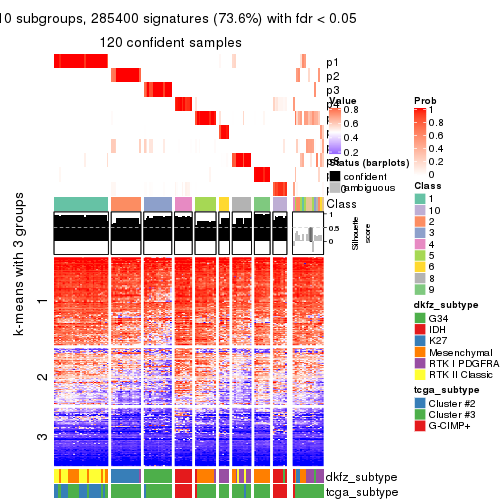 10 subgroups, 285400 signatures (73.6%) with fdr < 0.05
120 confident samples
p1
p2
p3
p4
Value
0.8
0.6
0.4
0.2
Status (barplots)
confident
ambiguous
Class
1
0.5
0
Silhouette
score
k-means with 3 groups
1
2
3
dkfz_subtype
tcga_subtype
Prob
1
0.8
0.6
0.4
0.2
0
Class
1
10
2
3
4
5
6
8
9
dkfz_subtype
G34
IDH
K27
Mesenchymal
RTK I PDGFRA
RTK II Classic
tcga_subtype
Cluster #2
Cluster #3
G-CIMP+